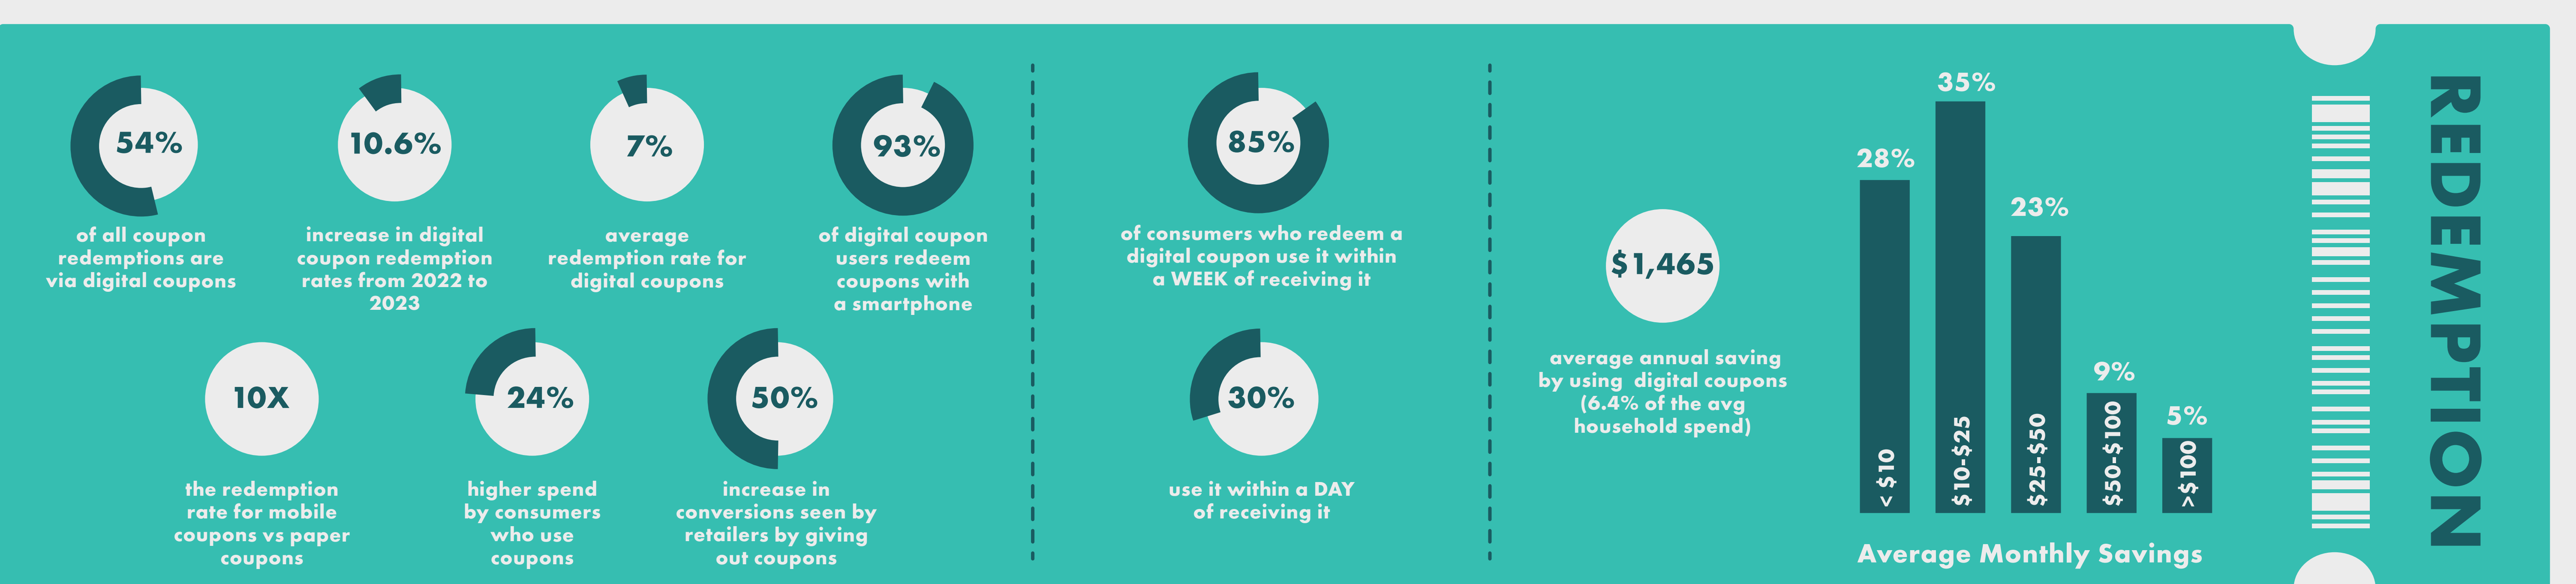 54%
of all coupon
redemptions are
via digital coupons
10.6%
increase in digital
coupon redemption
rates from 2022 to
2023
7%
average
redemption rate for
digital coupons
93%
of digital coupon
users redeem
coupons with
a smartphone
10X
the redemption
rate for mobile
coupons vs paper
coupons
24%
higher spend
by consumers
who use
coupons
50%
increase in
conversions seen by
retailers by giving
out coupons
85%
of consumers who redeem a
digital coupon use it within
a WEEK of receiving it
30%
use it within a DAY
of receiving it
$1,465
average annual saving
by using digital coupons
(6.4% of the avg
household spend)
28%
35%
23%
9%
5%
< $10
$10-$25
$25-$50
$50-$100
>$100
Average Monthly Savings
REDEMPTION